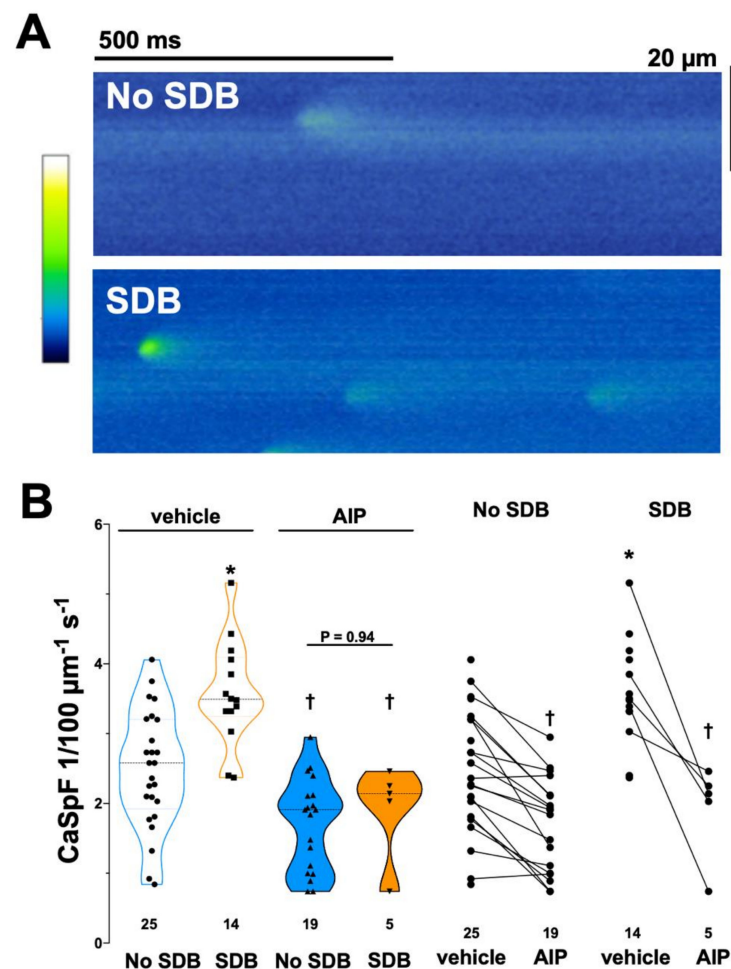 A
500 ms
20 µm
No SDB
SDB
B
vehicle
AIP
No SDB
SDB
*
*
P = 0.94
†
†
†
†
CaSpF 1/100 µm⁻¹ s⁻¹
6
4
2
0
25
14
19
5
25
19
14
5
No SDB
SDB
No SDB
SDB
vehicle
AIP
vehicle
AIP